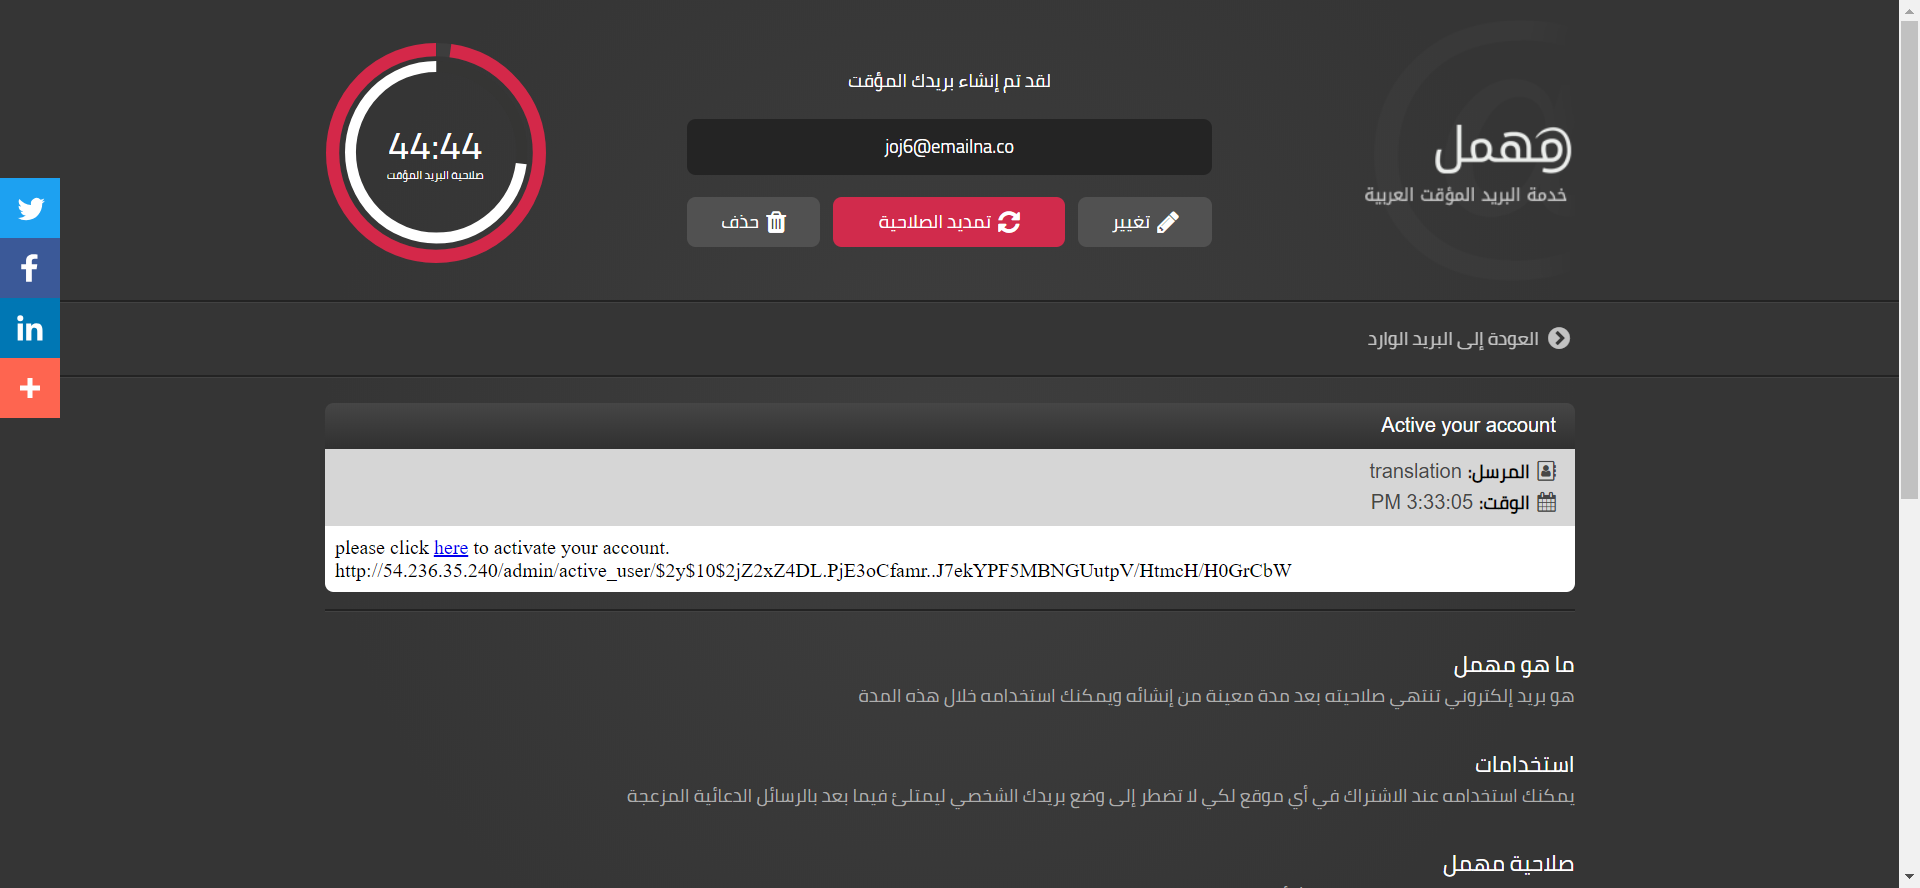 لقد تم إنشاء بريدك المؤقت
joj6@emailna.co
تغيير
تمديد الصلاحية
حذف
44:44
صلاحية البريد المؤقت
مهمل
خدمة البريد المؤقت العربية
العودة إلى البريد الوارد
Active your account
المرسل: translation
الوقت: 3:33:05 PM
please click here to activate your account.
http://54.236.35.240/admin/active_user/$2y$10$2jZ2xZ4DL.PjE3oCfamr..J7ekYPF5MBNGUutpV/HtmcH/H0GrCbW
ما هو مهمل
هو بريد إلكتروني تنتهي صلاحيته بعد مدة معينة من إنشائه ويمكنك استخدامه خلال هذه المدة
استخدامات
يمكنك استخدامه عند الاشتراك في أي موقع لكي لا تضطر إلى وضع بريدك الشخصي ليمتلئ فيما بعد بالرسائل الدعائية المزعجة
صلاحية مهمل